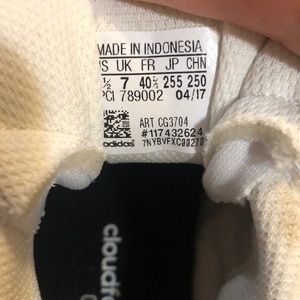 MADE IN INDONESIA
US UK FR JP CHN
½ 7 40⅔ 255 250
PCI 789002 04/17
ART CG3704
#117432624
adidas
cloudfo